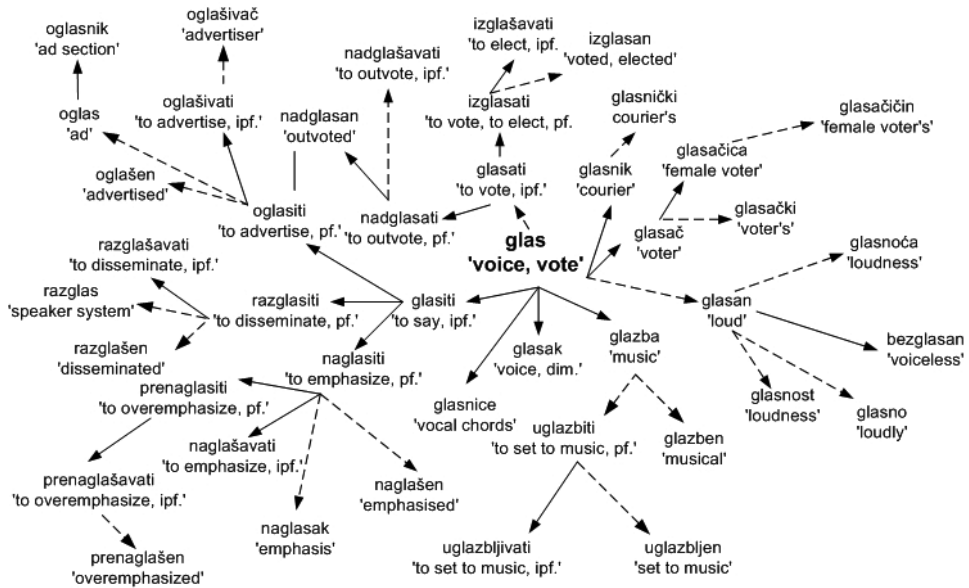 oglasnik
'ad section'
oglašivač
'advertiser'
nadglašavati
'to outvote, ipf.'
izglašavati
'to elect, ipf.
izglasan
'voted, elected'
oglas
'ad'
oglašivati
'to advertise, ipf.'
nadglasan
'outvoted'
izglasati
'to vote, to elect, pf.
glasnički
courier's
glasačičin
'female voter's'
oglašen
'advertised'
oglasiti
'to advertise, pf.'
nadglasati
'to outvote, pf.'
glasati
'to vote, ipf.'
glasnik
'courier'
glasačica
'female voter'
glas
'voice, vote'
glasač
'voter'
glasački
'voter's'
glasnoća
'loudness'
razglašavati
'to disseminate, ipf.'
razglas
'speaker system'
razglasiti
'to disseminate, pf.'
glasiti
'to say, ipf.'
glasan
'loud'
razglašen
'disseminated'
naglasiti
'to emphasize, pf.'
glasak
'voice, dim.'
glazba
'music'
bezglasan
'voiceless'
prenaglasiti
'to overemphasize, pf.'
glasnice
'vocal chords'
glasnost
'loudness'
glasno
'loudly'
naglašavati
'to emphasize, ipf.'
uglazbiti
'to set to music, pf.'
glazben
'musical'
prenaglašavati
'to overemphasize, ipf.'
naglasak
'emphasis'
naglašen
'emphasised'
prenaglašen
'overemphasized'
uglazbljivati
'to set to music, ipf.'
uglazbljen
'set to music'